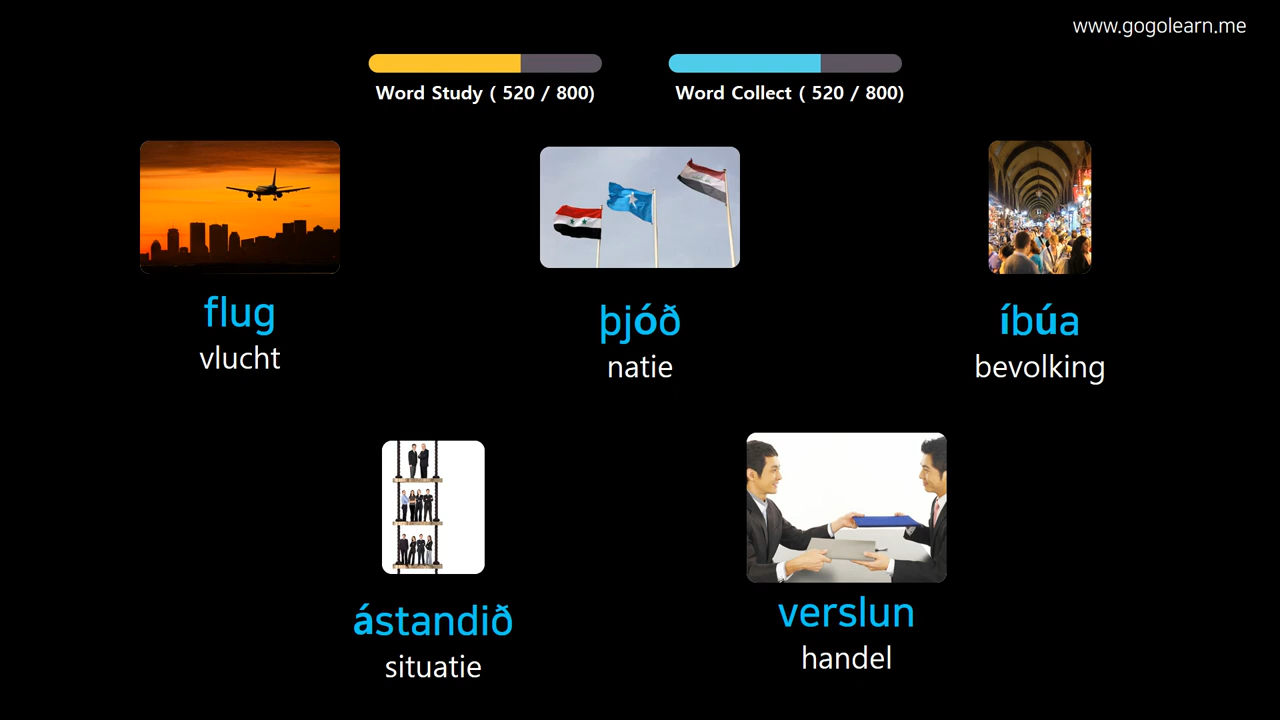 www.gogolearn.me
Word Study ( 520 / 800)
Word Collect ( 520 / 800)
flug
vlucht
þjóð
natie
íbúa
bevolking
ástandið
situatie
verslun
handel